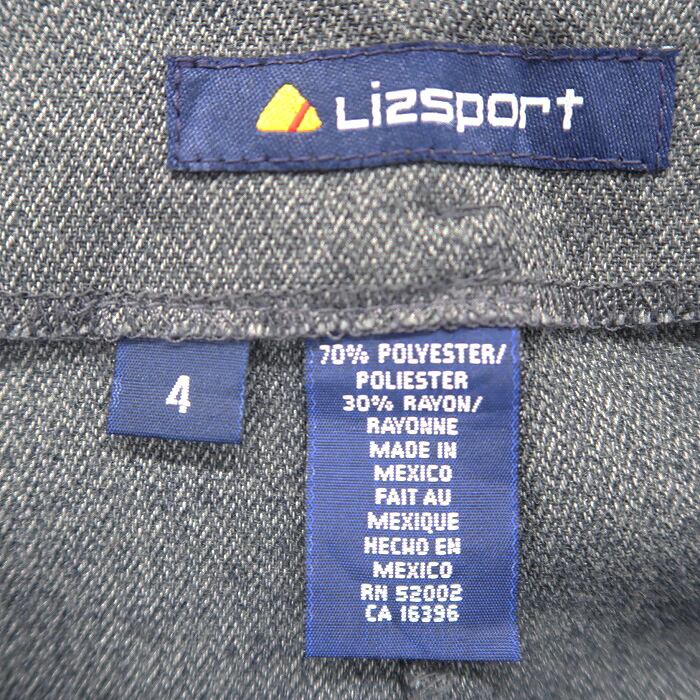 Lizsport
4
70% POLYESTER/
POLIESTER
30% RAYON/
RAYONNE
MADE IN
MEXICO
FAIT AU
MEXIQUE
HECHO EN
MEXICO
RN 52002
CA 16396